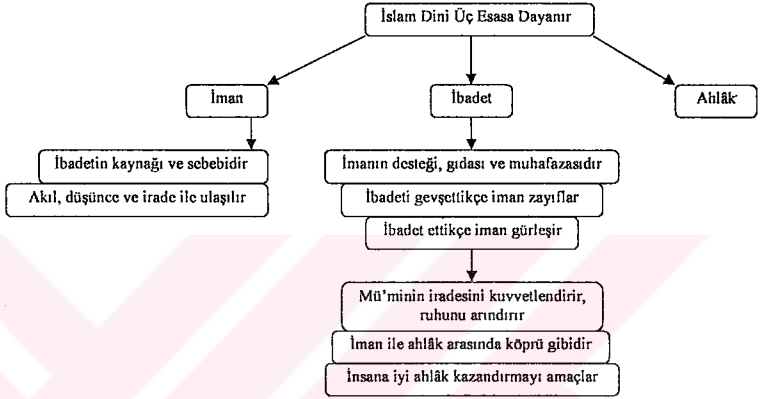 İslam Dini Üç Esasa Dayanır
İman
İbadet
Ahlâk
İbadetin kaynağı ve sebebidir
Akıl, düşünce ve irade ile ulaşılır
İmanın desteği, gıdası ve muhafazasıdır
İbadeti gevşettikçe iman zayıflar
İbadet ettikçe iman gürleşir
Mü'minin iradesini kuvvetlendirir,
ruhunu arındırır
İman ile ahlâk arasında köprü gibidir
İnsana iyi ahlâk kazandırmayı amaçlar